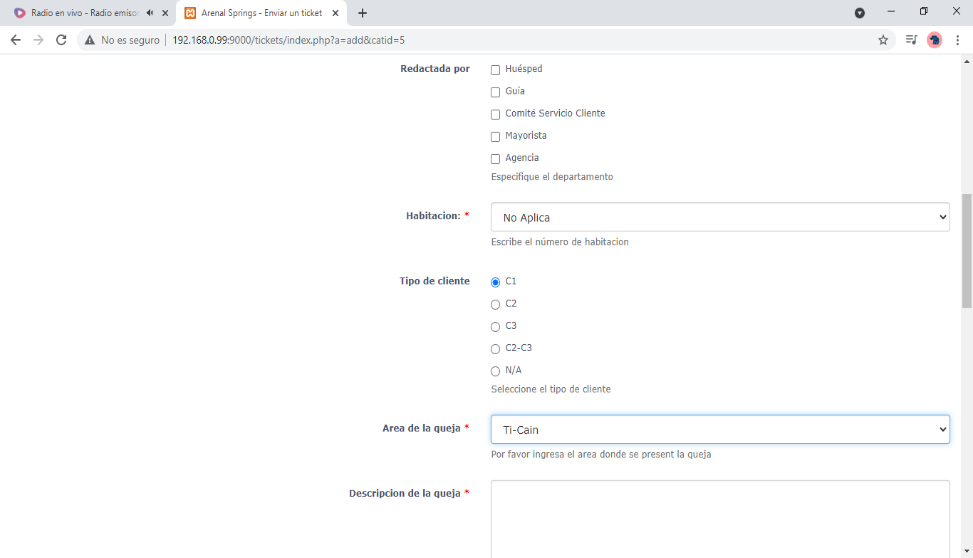 Radio en vivo - Radio emiso
Arenal Springs - Enviar un ticket
No es seguro
192.168.0.99:9000/tickets/index.php?a=add&catid=5
Redactada por
Huésped
Guía
Comité Servicio Cliente
Mayorista
Agencia
Especifique el departamento
Habitacion: *
No Aplica
Escribe el número de habitacion
Tipo de cliente
C1
C2
C3
C2-C3
N/A
Seleccione el tipo de cliente
Area de la queja *
Ti-Cain
Por favor ingresa el area donde se present la queja
Descripcion de la queja *